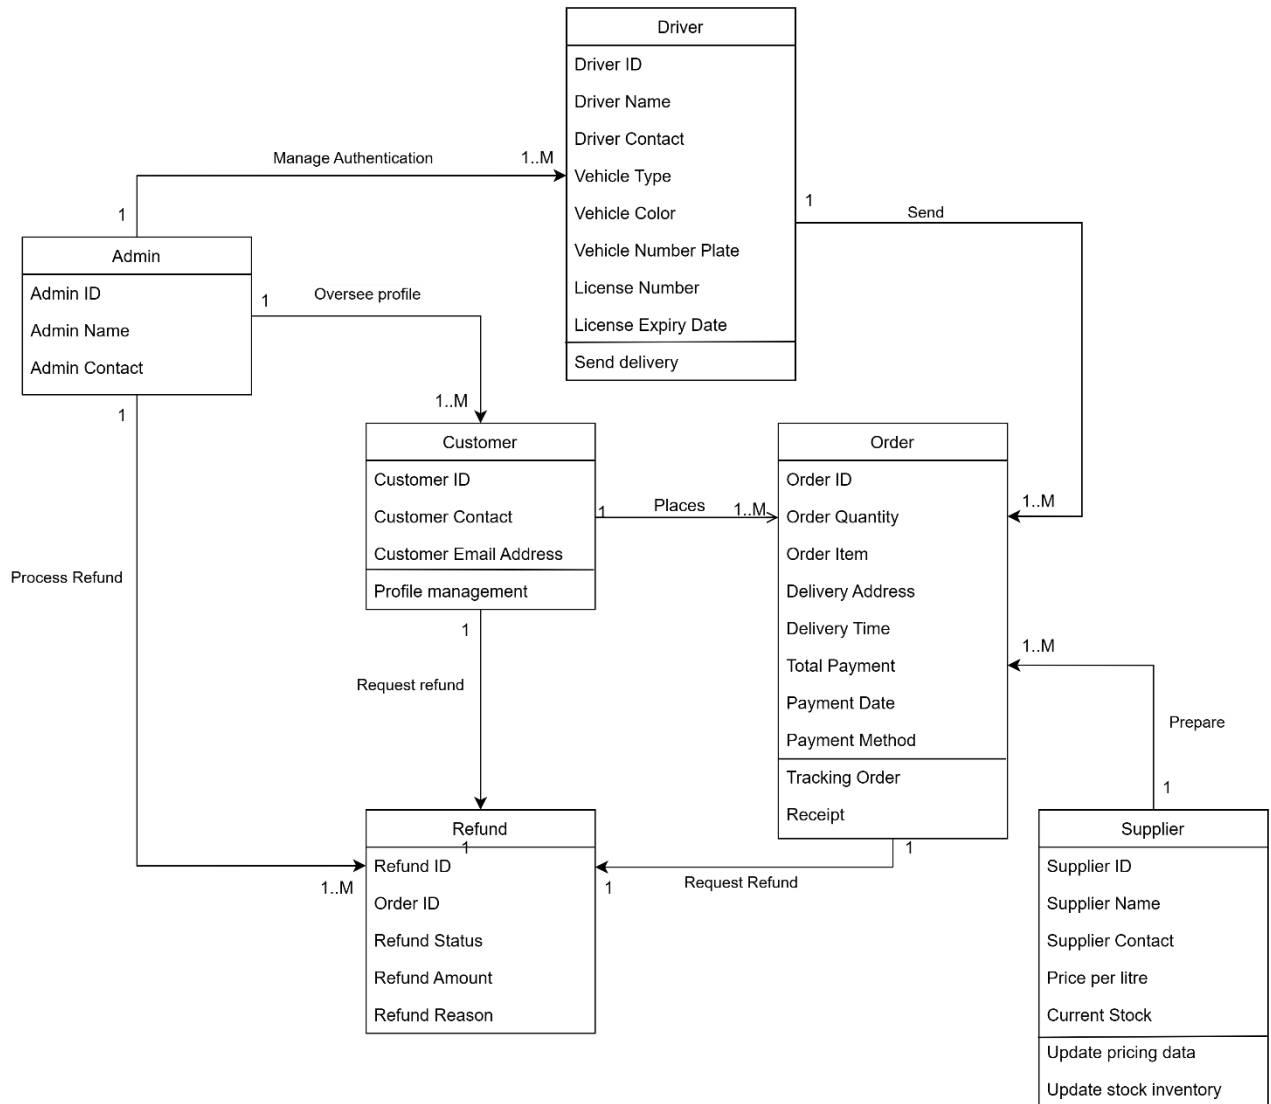 Driver
Driver ID
Driver Name
Driver Contact
Vehicle Type
Vehicle Color
Vehicle Number Plate
License Number
License Expiry Date
Send delivery
Manage Authentication
1..M
1
1
Send
Admin
Admin ID
Admin Name
Admin Contact
1
Oversee profile
1..M
1
Customer
Customer ID
Customer Contact
Customer Email Address
Profile management
1
Places
1..M
Order
Order ID
Order Quantity
Order Item
Delivery Address
Delivery Time
Total Payment
Payment Date
Payment Method
Tracking Order
Receipt
1..M
1..M
Prepare
1
Process Refund
1
Request refund
Refund
1
Refund ID
Order ID
Refund Status
Refund Amount
Refund Reason
1..M
1
Request Refund
1
Supplier
Supplier ID
Supplier Name
Supplier Contact
Price per litre
Current Stock
Update pricing data
Update stock inventory